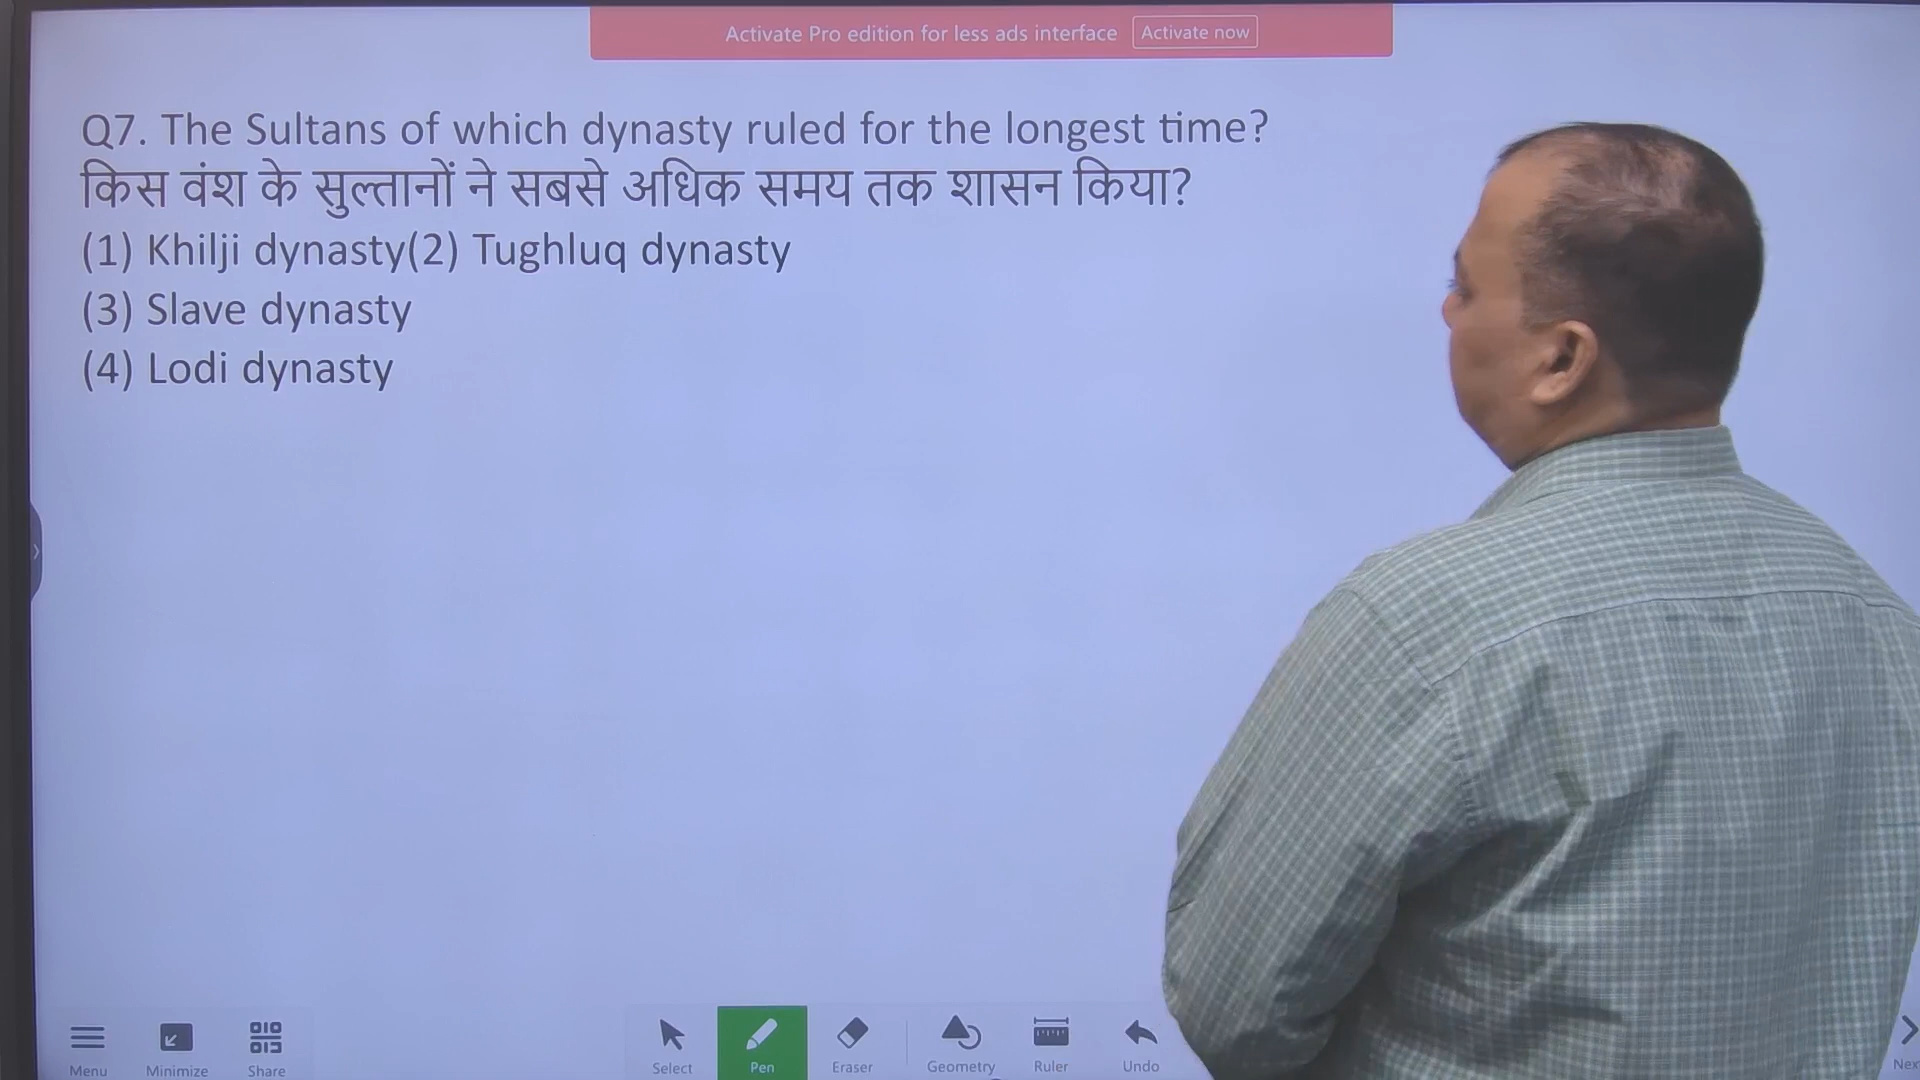 Activate Pro edition for less ads interface Activate now
Q7. The Sultans of which dynasty ruled for the longest time?
किस वंश के सुल्तानों ने सबसे अधिक समय तक शासन किया?
(1) Khilji dynasty(2) Tughluq dynasty
(3) Slave dynasty
(4) Lodi dynasty
Menu Minimize Share Select Pen Eraser Geometry Ruler Undo